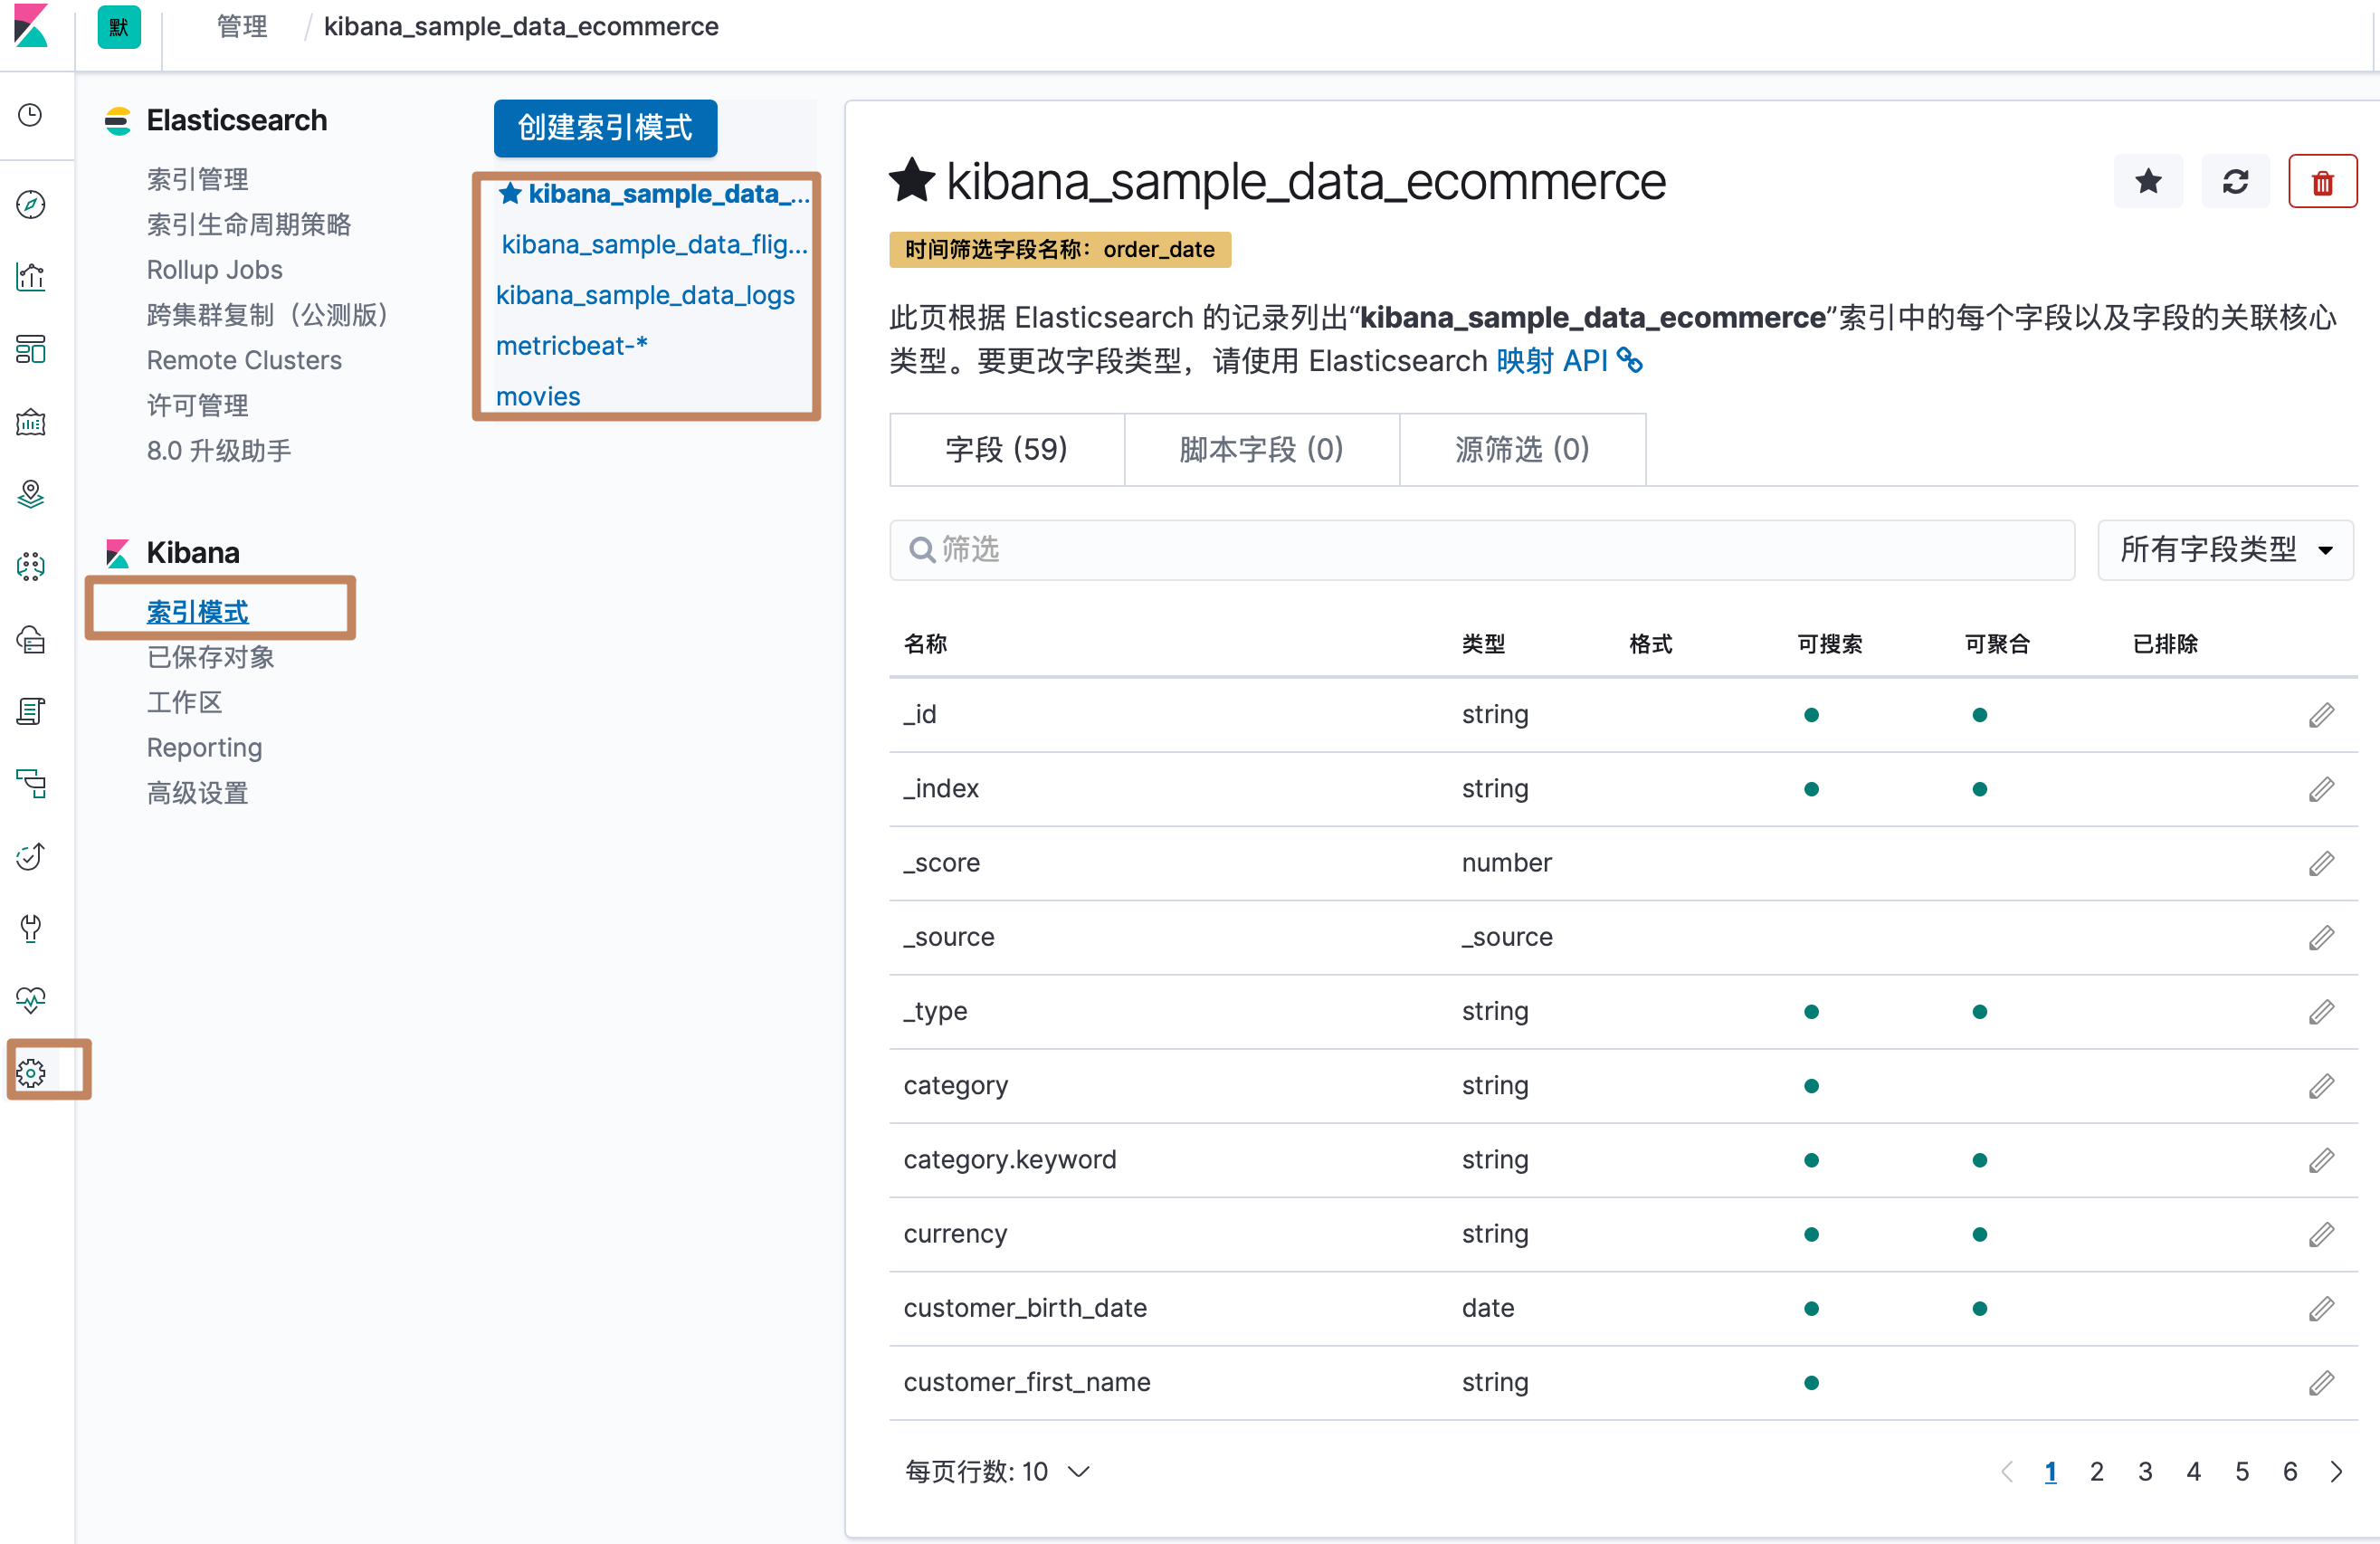 默
管理 / kibana_sample_data_ecommerce
Elasticsearch
索引管理
索引生命周期策略
Rollup Jobs
跨集群复制（公测版）
Remote Clusters
许可管理
8.0 升级助手
Kibana
索引模式
已保存对象
工作区
Reporting
高级设置
创建索引模式
kibana_sample_data_...
kibana_sample_data_flig...
kibana_sample_data_logs
metricbeat-*
movies
kibana_sample_data_ecommerce
时间筛选字段名称：order_date
此页根据 Elasticsearch 的记录列出“kibana_sample_data_ecommerce”索引中的每个字段以及字段的关联核心
类型。要更改字段类型，请使用 Elasticsearch 映射 API
字段 (59) 脚本字段 (0) 源筛选 (0)
筛选 所有字段类型
名称 类型 格式 可搜索 可聚合 已排除
_id string
_index string
_score number
_source _source
_type string
category string
category.keyword string
currency string
customer_birth_date date
customer_first_name string
每页行数: 10 1 2 3 4 5 6